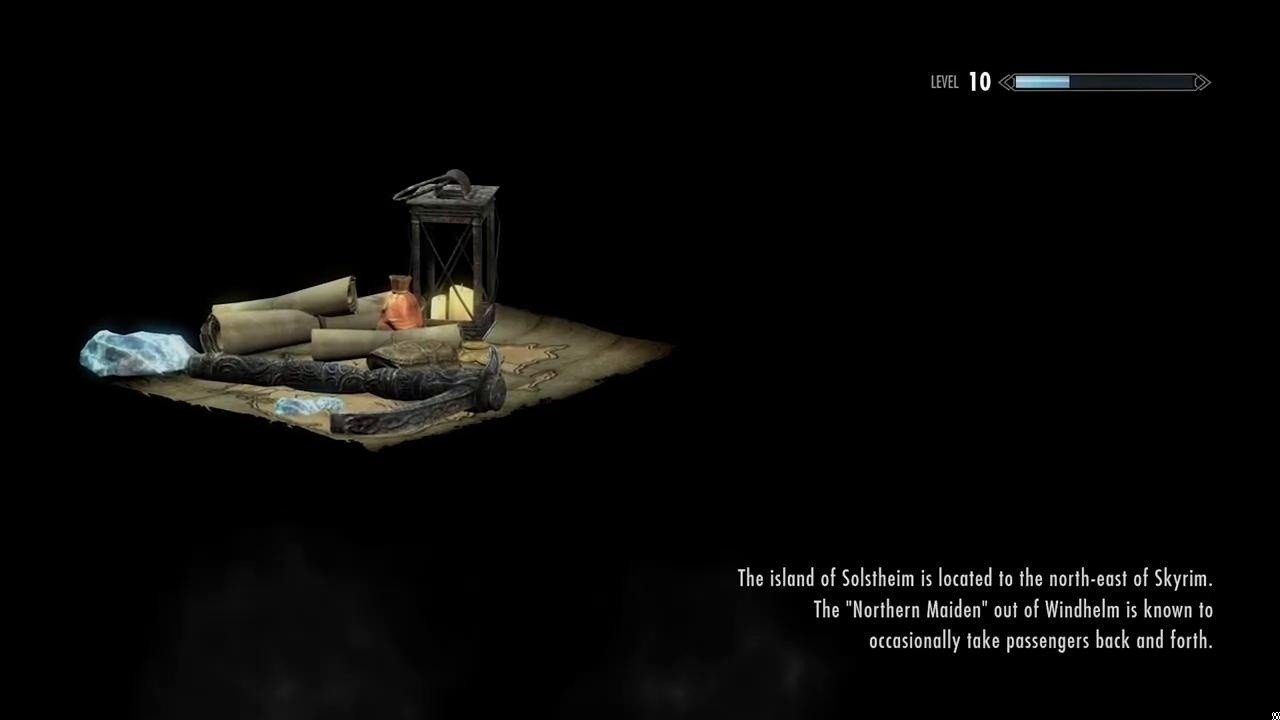 LEVEL 10
The island of Solstheim is located to the north-east of Skyrim.
The "Northern Maiden" out of Windhelm is known to
occasionally take passengers back and forth.